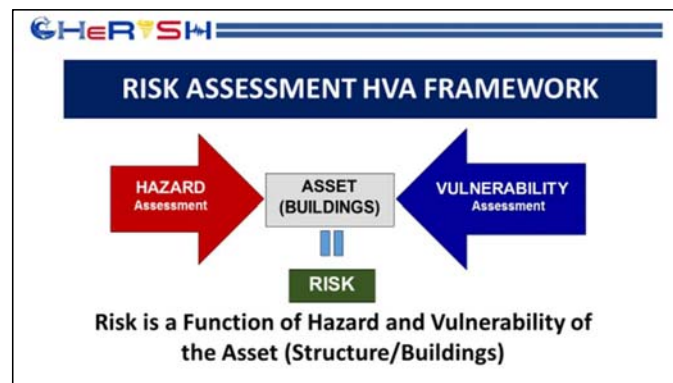 CHeRISH
RISK ASSESSMENT HVA FRAMEWORK
HAZARD
Assessment
ASSET
(BUILDINGS)
VULNERABILITY
Assessment
RISK
Risk is a Function of Hazard and Vulnerability of
the Asset (Structure/Buildings)